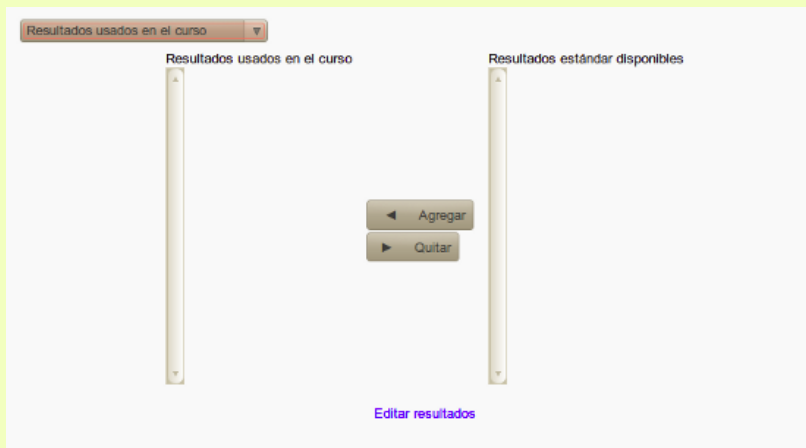 Resultados usados en el curso
Resultados usados en el curso
Resultados estándar disponibles
Agregar
Quitar
Editar resultados